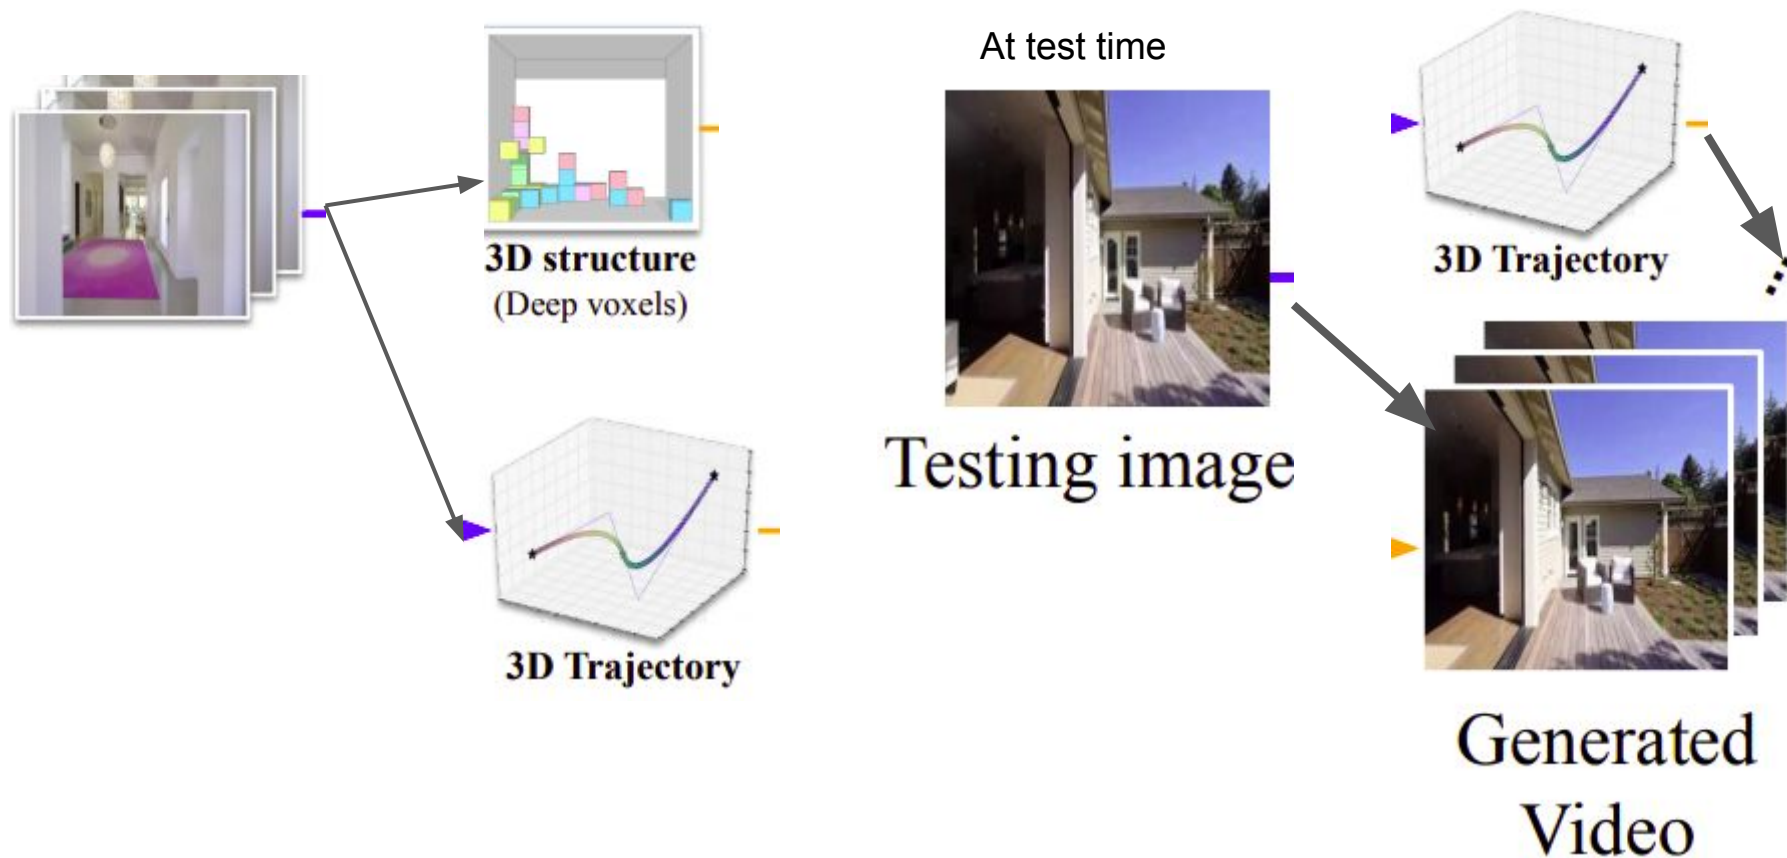 3D structure
(Deep voxels)
3D Trajectory
At test time
Testing image
3D Trajectory
Generated
Video